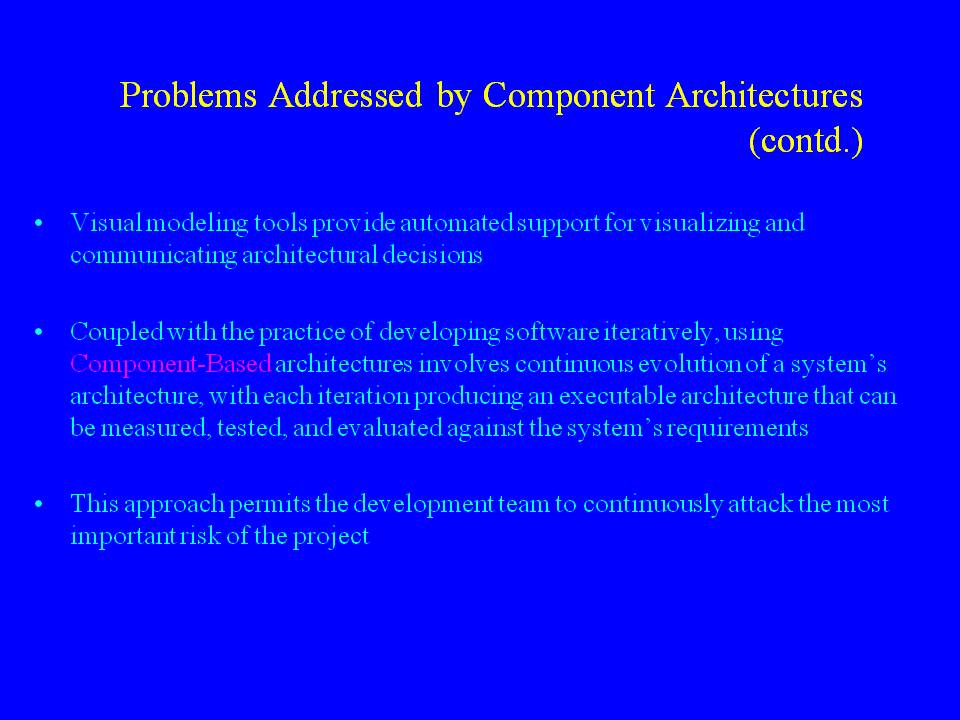 Problems Addressed by Component Architectures
(contd.)
• Visual modeling tools provide automated support for visualizing and
communicating architectural decisions
• Coupled with the practice of developing software iteratively, using
Component-Based architectures involves continuous evolution of a system’s
architecture, with each iteration producing an executable architecture that can
be measured, tested, and evaluated against the system’s requirements
• This approach permits the development team to continuously attack the most
important risk of the project